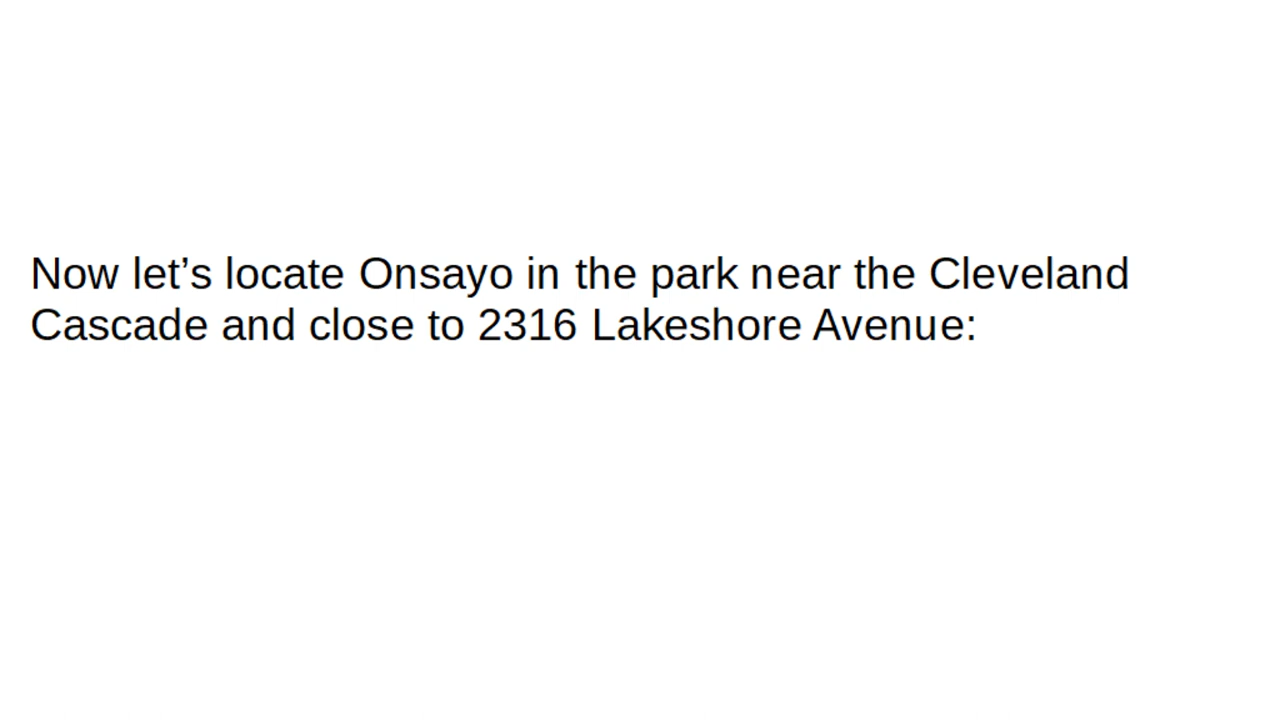 Now let’s locate Onsayo in the park near the Cleveland
Cascade and close to 2316 Lakeshore Avenue: